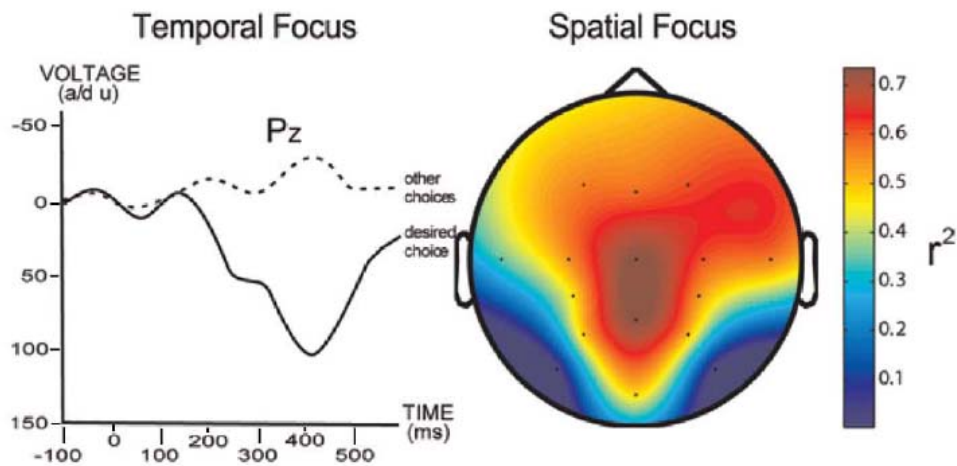 Temporal Focus
Spatial Focus
VOLTAGE
(a/d u)
-50
0
50
100
150
Pz
other
choices
desired
choice
TIME
(ms)
-100
0
100
200
300
400
500
0.7
0.6
0.5
0.4
0.3
0.2
0.1
r²